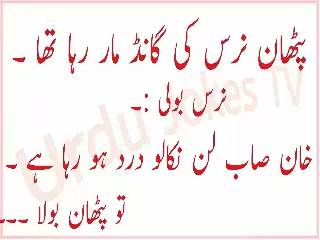 پٹھان نرس کی گانڈ مار رہا تھا ۔
نرس بولی :۔
خان صاب لن نکالو درد ہو رہا ہے ۔
تو پٹھان بولا ۔۔۔
Urdu Jokes TV